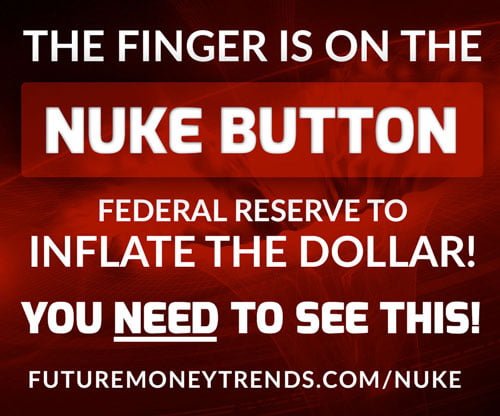 THE FINGER IS ON THE
NUKE BUTTON
FEDERAL RESERVE TO
INFLATE THE DOLLAR!
YOU NEED TO SEE THIS!
FUTUREMONEYTRENDS.COM/NUKE